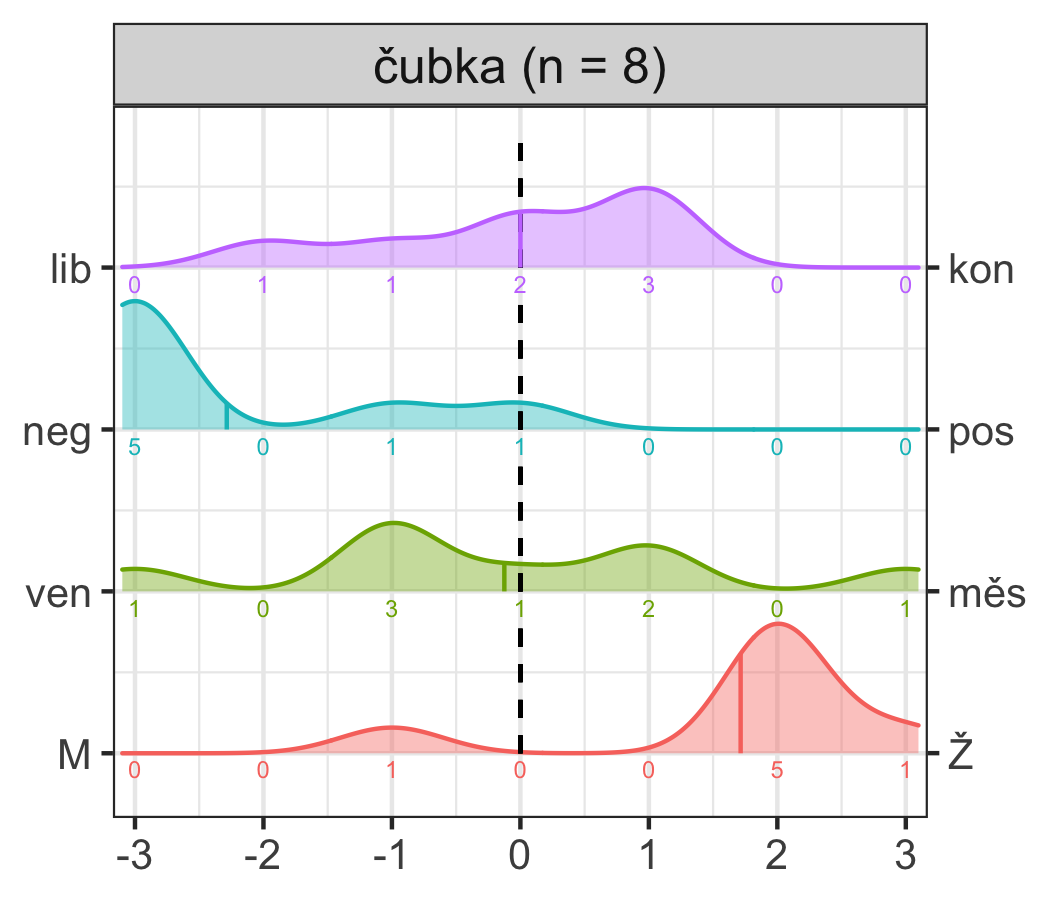 čubka (n = 8)
lib kon
0 1 1 2 3 0 0
neg pos
5 0 1 1 0 0 0
ven měs
1 0 3 1 2 0 1
M Ž
0 0 1 0 0 5 1
-3 -2 -1 0 1 2 3